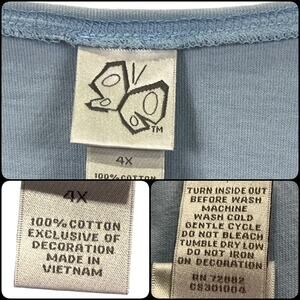 TM
4X
100% COTTON
4X
100% COTTON
EXCLUSIVE OF
DECORATION
MADE IN
VIETNAM
TURN INSIDE OUT
BEFORE WASH
MACHINE
WASH COLD
GENTLE CYCLE
DO NOT BLEACH
TUMBLE DRY LOW
DO NOT IRON
ON DECORATION
RN 72662
CS301004